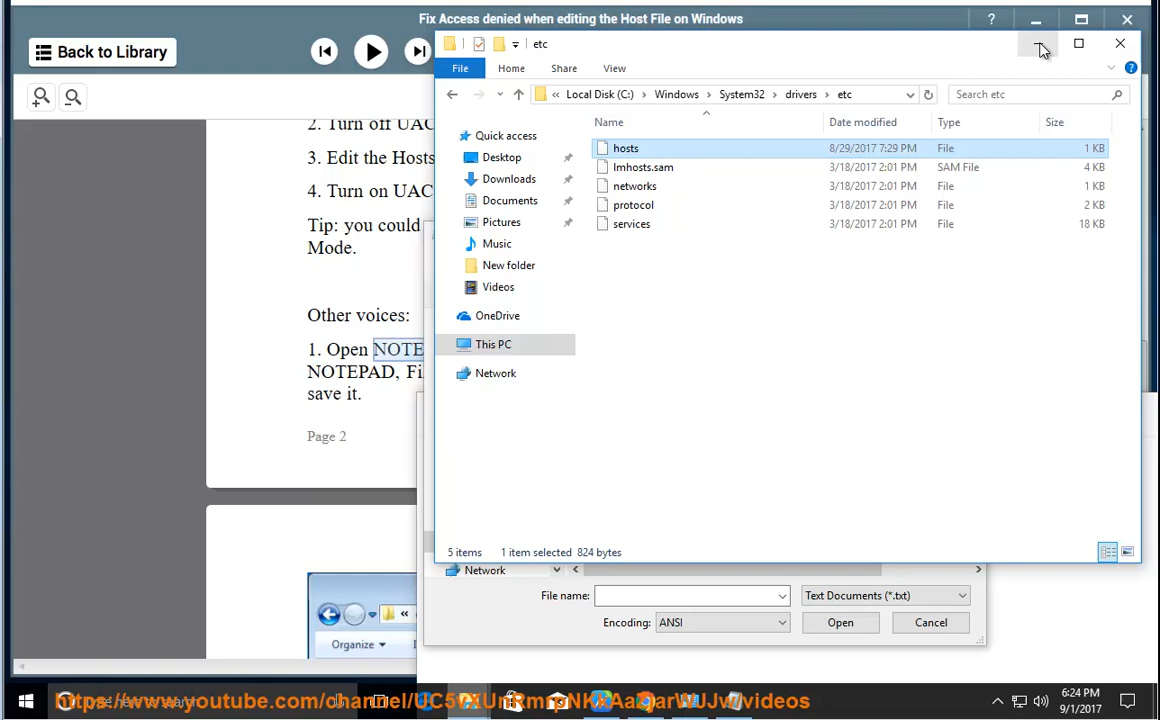 Fix Access denied when editing the Host File on Windows
Back to Library
2. Turn off UAC
3. Edit the Hosts
4. Turn on UAC
Tip: you could
Mode.
Other voices:
1. Open NOTE
NOTEPAD, Fi
save it.
Page 2
Organize
etc
File Home Share View
« Local Disk (C:) > Windows > System32 > drivers > etc
Search etc
Name Date modified Type Size
hosts 8/29/2017 7:29 PM File 1 KB
lmhosts.sam 3/18/2017 2:01 PM SAM File 4 KB
networks 3/18/2017 2:01 PM File 1 KB
protocol 3/18/2017 2:01 PM File 2 KB
services 3/18/2017 2:01 PM File 18 KB
Quick access
Desktop
Downloads
Documents
Pictures
Music
New folder
Videos
OneDrive
This PC
Network
5 items 1 item selected 824 bytes
Network
File name: Text Documents (*.txt)
Encoding: ANSI Open Cancel
6:24 PM
9/1/2017